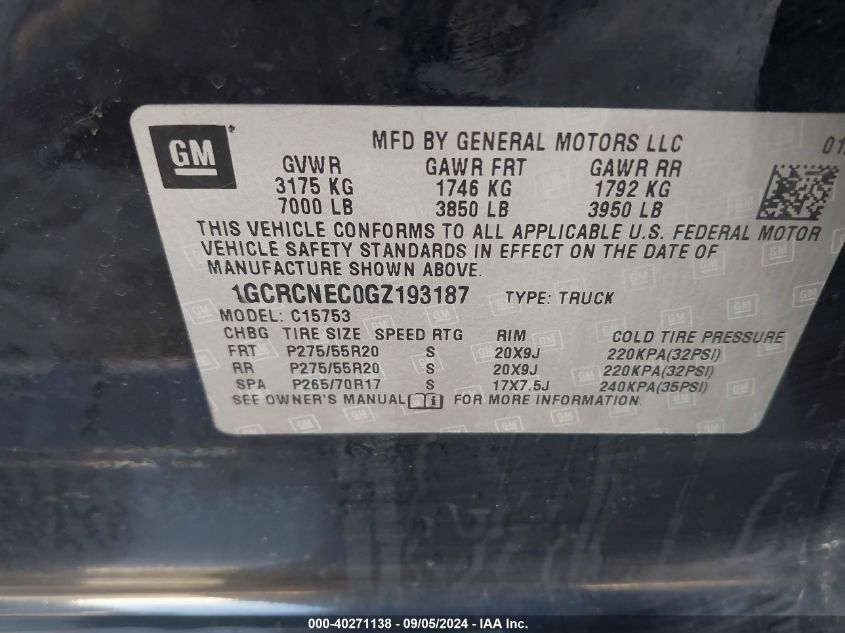 GM
MFD BY GENERAL MOTORS LLC 01
GVWR GAWR FRT GAWR RR
3175 KG 1746 KG 1792 KG
7000 LB 3850 LB 3950 LB
THIS VEHICLE CONFORMS TO ALL APPLICABLE U.S. FEDERAL MOTOR
VEHICLE SAFETY STANDARDS IN EFFECT ON THE DATE OF
MANUFACTURE SHOWN ABOVE.
1GCRCNEC0GZ193187 TYPE: TRUCK
MODEL: C15753
CHBG TIRE SIZE SPEED RTG RIM COLD TIRE PRESSURE
FRT P275/55R20 S 20X9J 220KPA(32PSI)
RR P275/55R20 S 20X9J 220KPA(32PSI)
SPA P265/70R17 S 17X7.5J 240KPA(35PSI)
SEE OWNER'S MANUAL FOR MORE INFORMATION
000-40271138 - 09/05/2024 - IAA Inc.